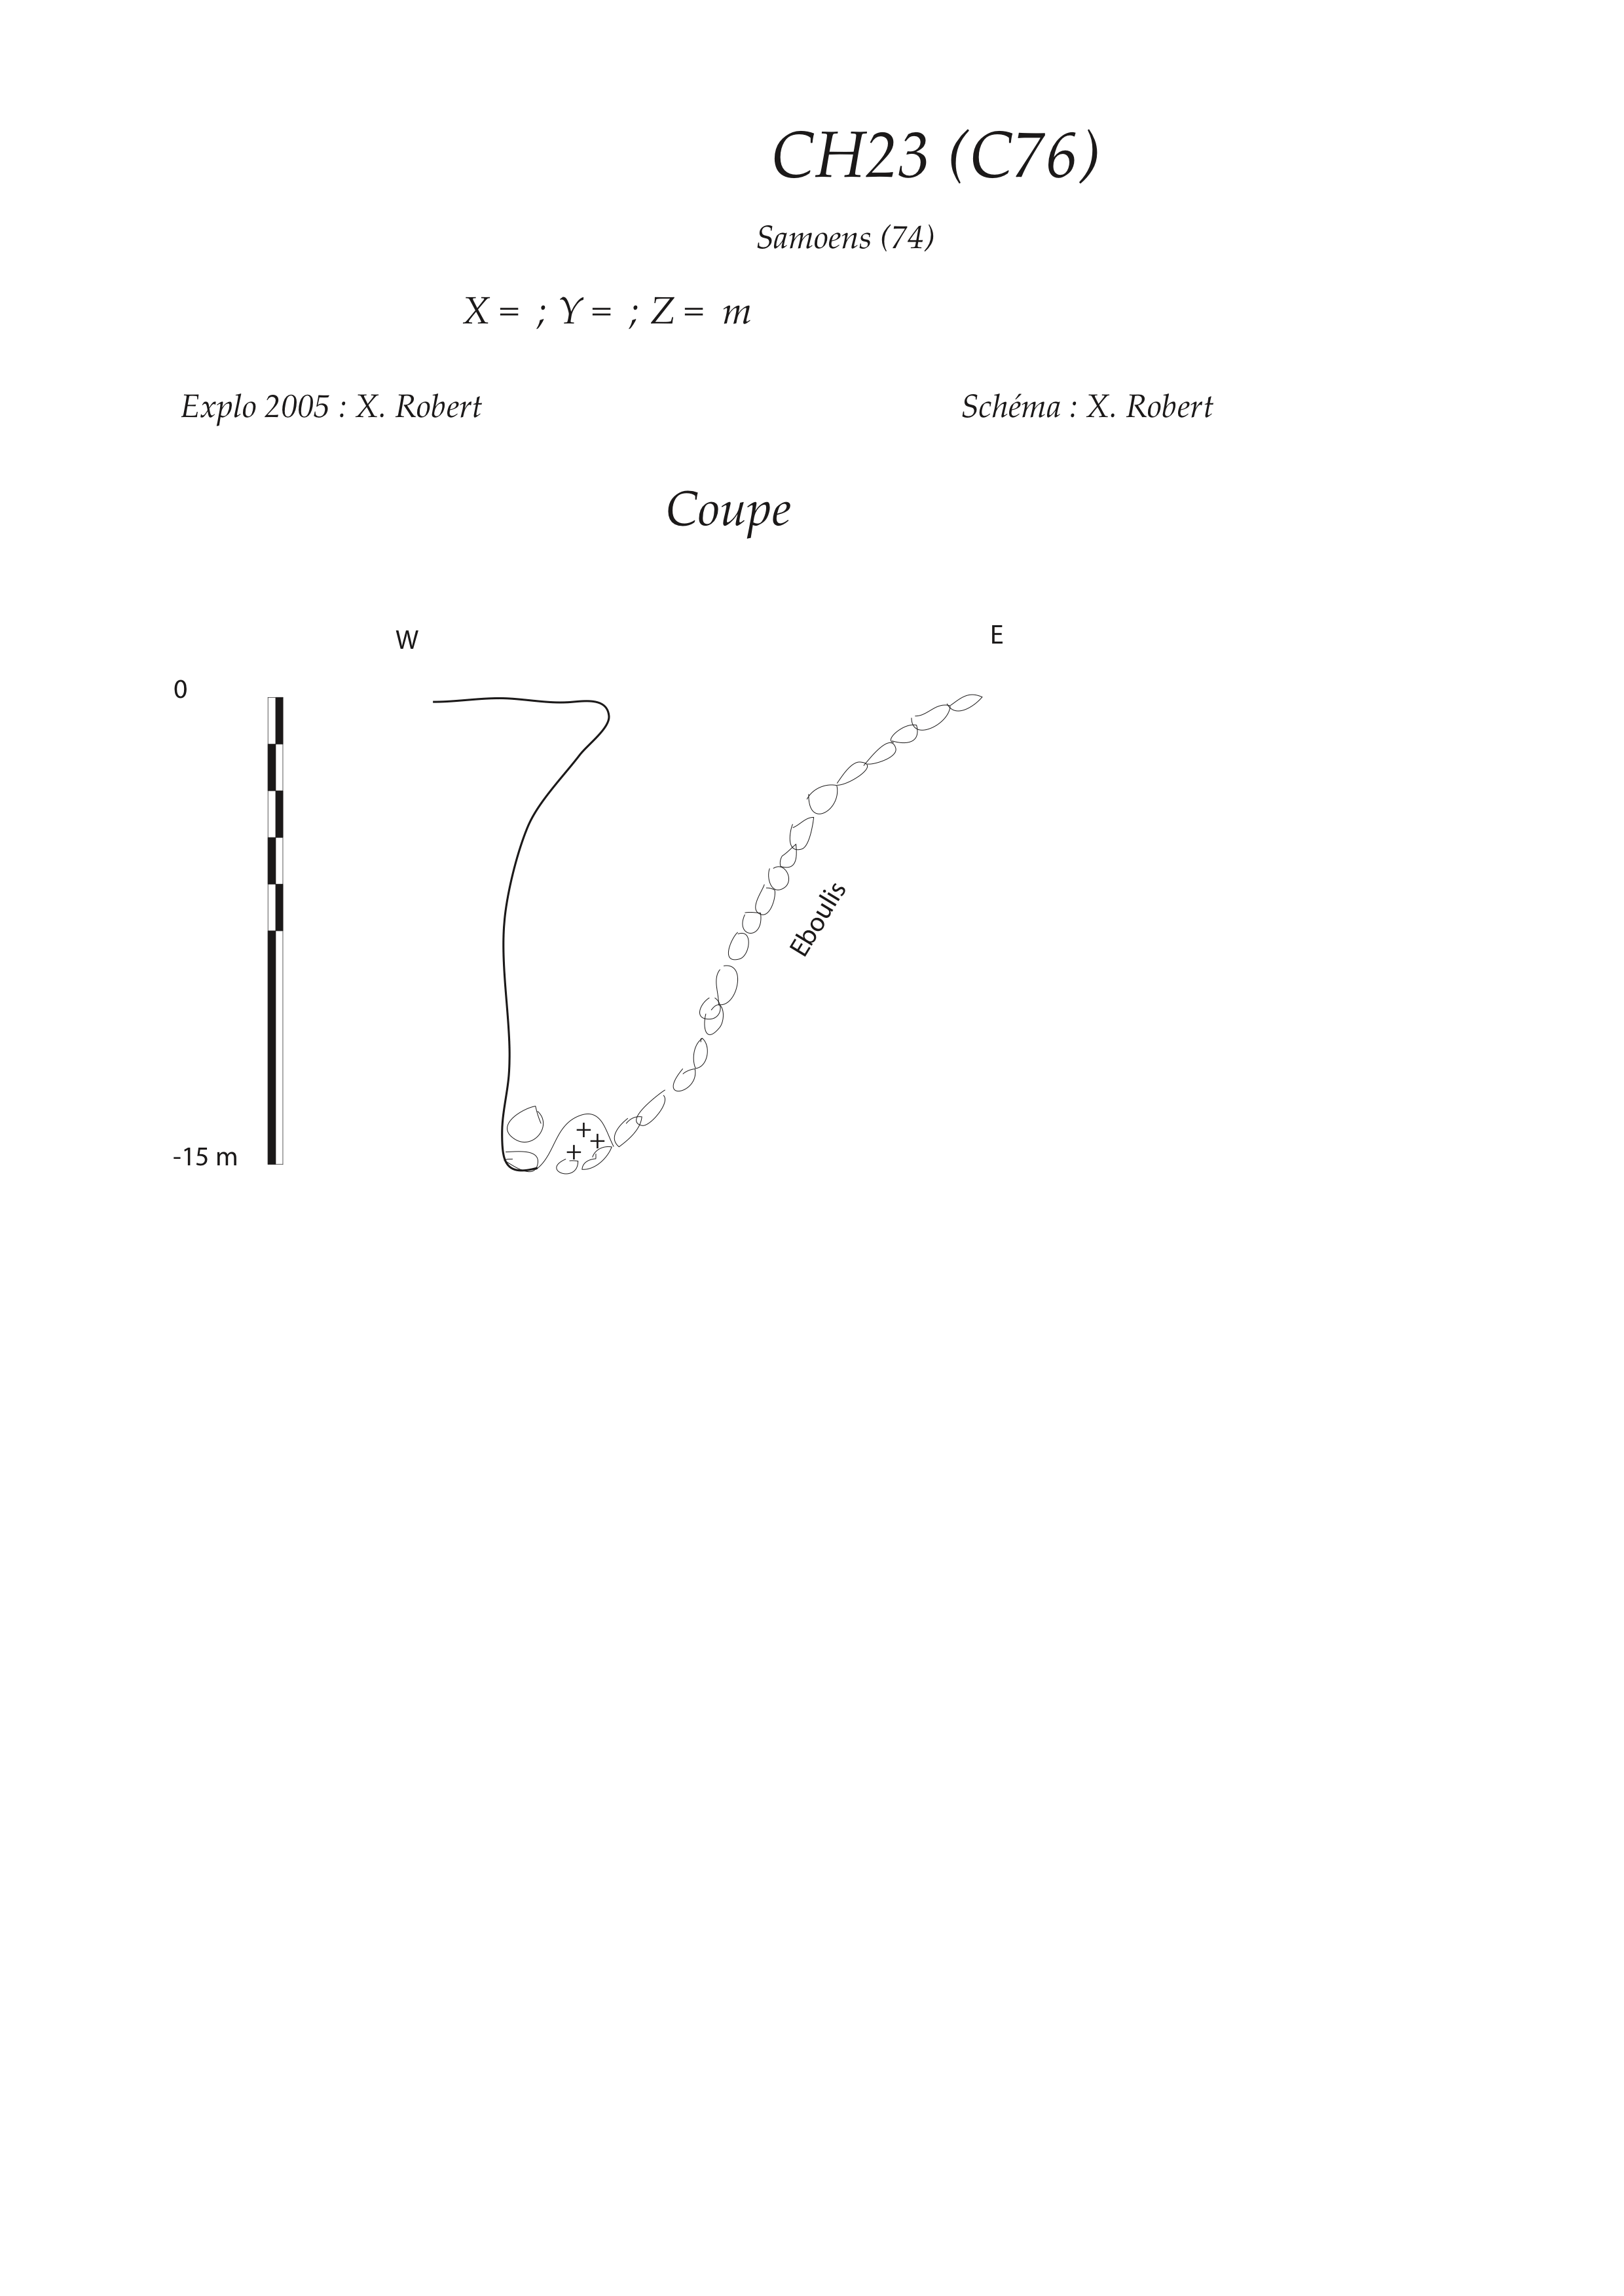 CH23 (C76)
Samoens (74)
X = ; Y = ; Z = m
Explo 2005 : X. Robert
Schéma : X. Robert
Coupe
W
E
0
Eboulis
-15 m